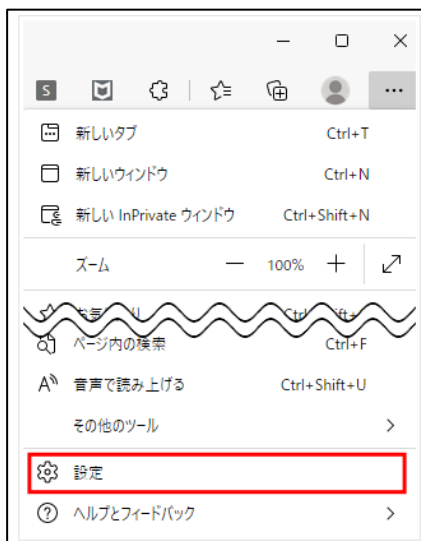 S
新しいタブ Ctrl+T
新しいウィンドウ Ctrl+N
新しい InPrivate ウィンドウ Ctrl+Shift+N
ズーム 100%
ページ内の検索 Ctrl+F
音声で読み上げる Ctrl+Shift+U
その他のツール
設定
ヘルプとフィードバック